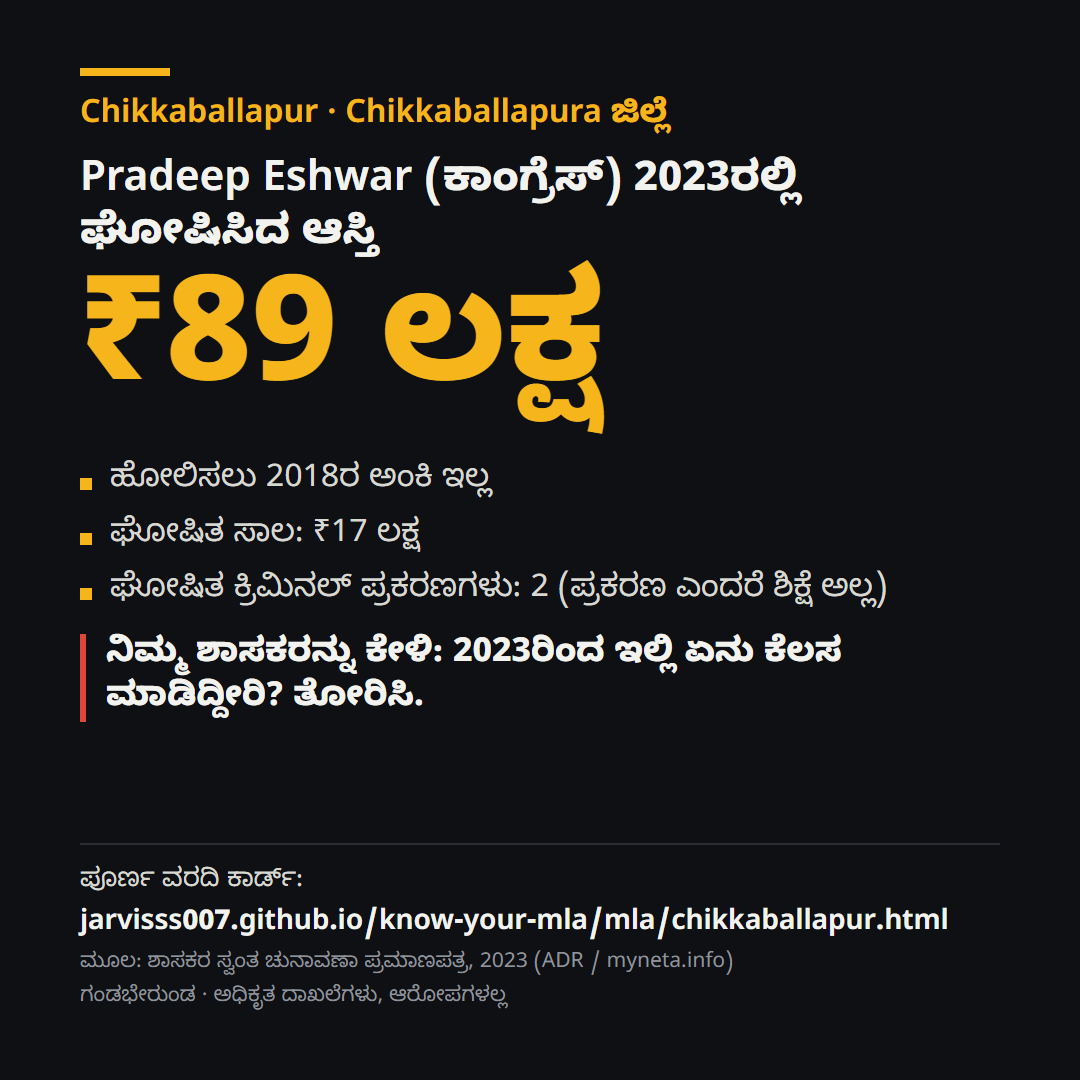 Chikkaballapur · Chikkaballapura ಜಿಲ್ಲೆ
Pradeep Eshwar (ಕಾಂಗ್ರೆಸ್) 2023ರಲ್ಲಿ
ಘೋಷಿಸಿದ ಆಸ್ತಿ
₹89 ಲಕ್ಷ
ಹೋಲಿಸಲು 2018ರ ಅಂಕಿ ಇಲ್ಲ
ಘೋಷಿತ ಸಾಲ: ₹17 ಲಕ್ಷ
ಘೋಷಿತ ಕ್ರಿಮಿನಲ್ ಪ್ರಕರಣಗಳು: 2 (ಪ್ರಕರಣ ಎಂದರೆ ಶಿಕ್ಷೆ ಅಲ್ಲ)
ನಿಮ್ಮ ಶಾಸಕರನ್ನು ಕೇಳಿ: 2023ರಿಂದ ಇಲ್ಲಿ ಏನು ಕೆಲಸ
ಮಾಡಿದ್ದೀರಿ? ತೋರಿಸಿ.
ಪೂರ್ಣ ವರದಿ ಕಾರ್ಡ್:
jarvisss007.github.io/know-your-mla/mla/chikkaballapur.html
ಮೂಲ: ಶಾಸಕರ ಸ್ವಂತ ಚುನಾವಣಾ ಪ್ರಮಾಣಪತ್ರ, 2023 (ADR / myneta.info)
ಗಂಡಭೇರುಂಡ · ಅಧಿಕೃತ ದಾಖಲೆಗಳು, ಆರೋಪಗಳಲ್ಲ